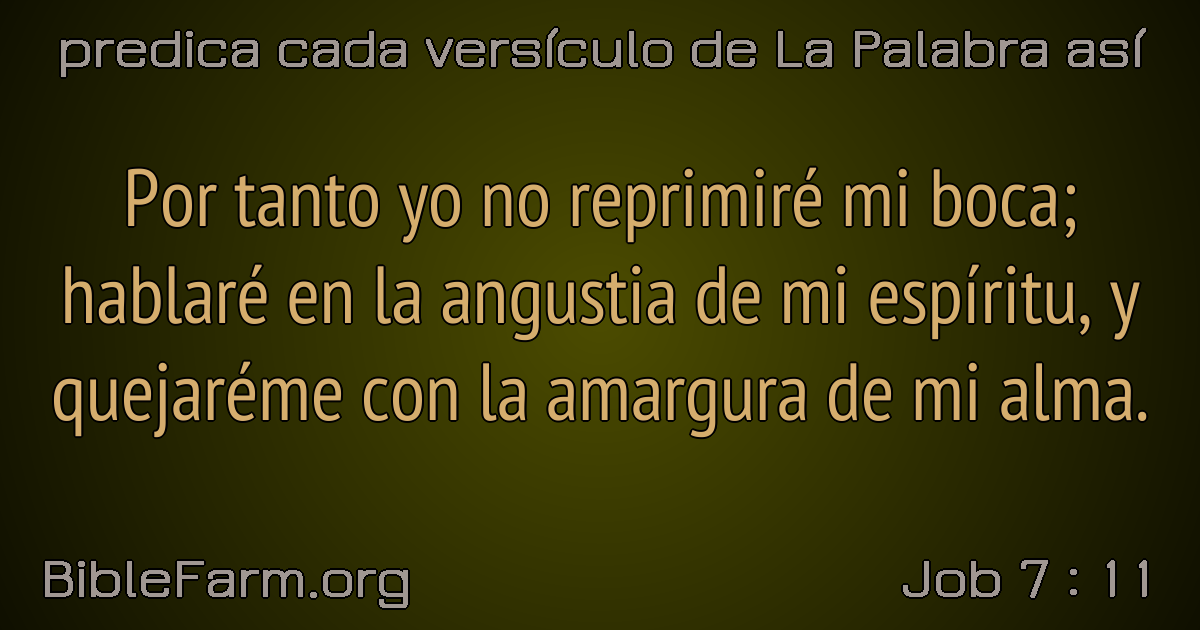 predica cada versículo de La Palabra así
Por tanto yo no reprimiré mi boca;
hablaré en la angustia de mi espíritu, y
quejaréme con la amargura de mi alma.
BibleFarm.org
Job 7 : 11